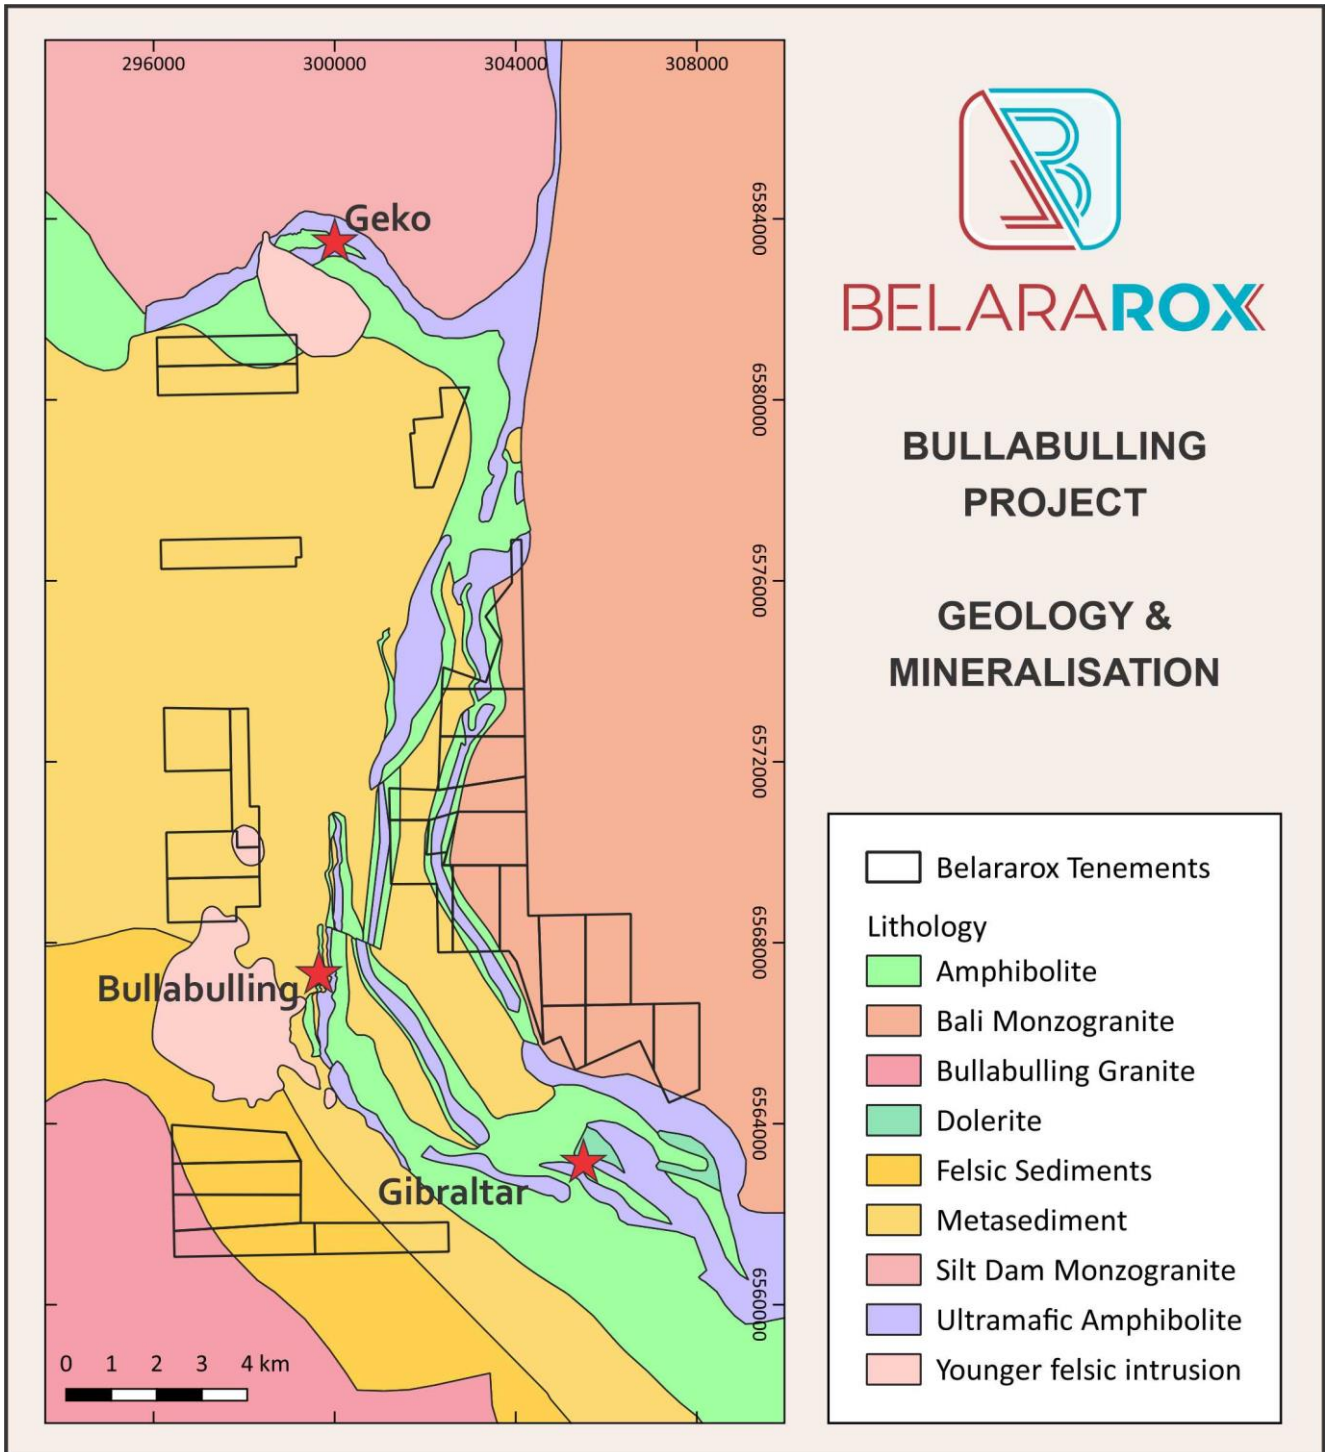 296000 300000 304000 308000
6584000
Geko
6580000
6576000
6572000
6568000
Bullabulling
6564000
Gibraltar
6560000
0 1 2 3 4 km
BELARAROX
BULLABULLING
PROJECT
GEOLOGY &
MINERALISATION
Belararox Tenements
Lithology
Amphibolite
Bali Monzogranite
Bullabulling Granite
Dolerite
Felsic Sediments
Metasediment
Silt Dam Monzogranite
Ultramafic Amphibolite
Younger felsic intrusion